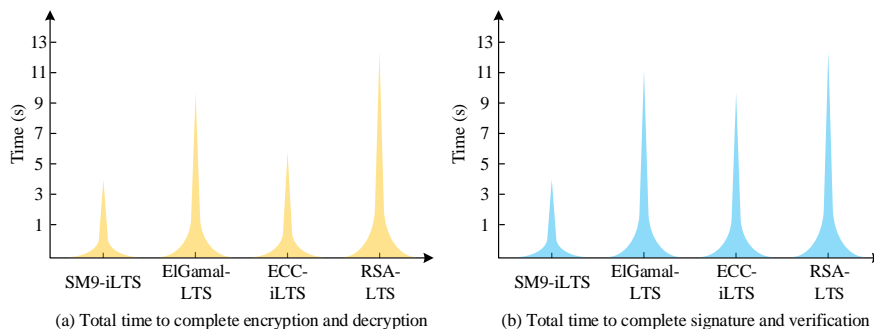 13
11
9
7
5
3
1
Time (s)
SM9-iLTS
ElGamal-
LTS
ECC-
iLTS
RSA-
LTS
(a) Total time to complete encryption and decryption
13
11
9
7
5
3
1
Time (s)
SM9-iLTS
ElGamal-
LTS
ECC-
iLTS
RSA-
LTS
(b) Total time to complete signature and verification